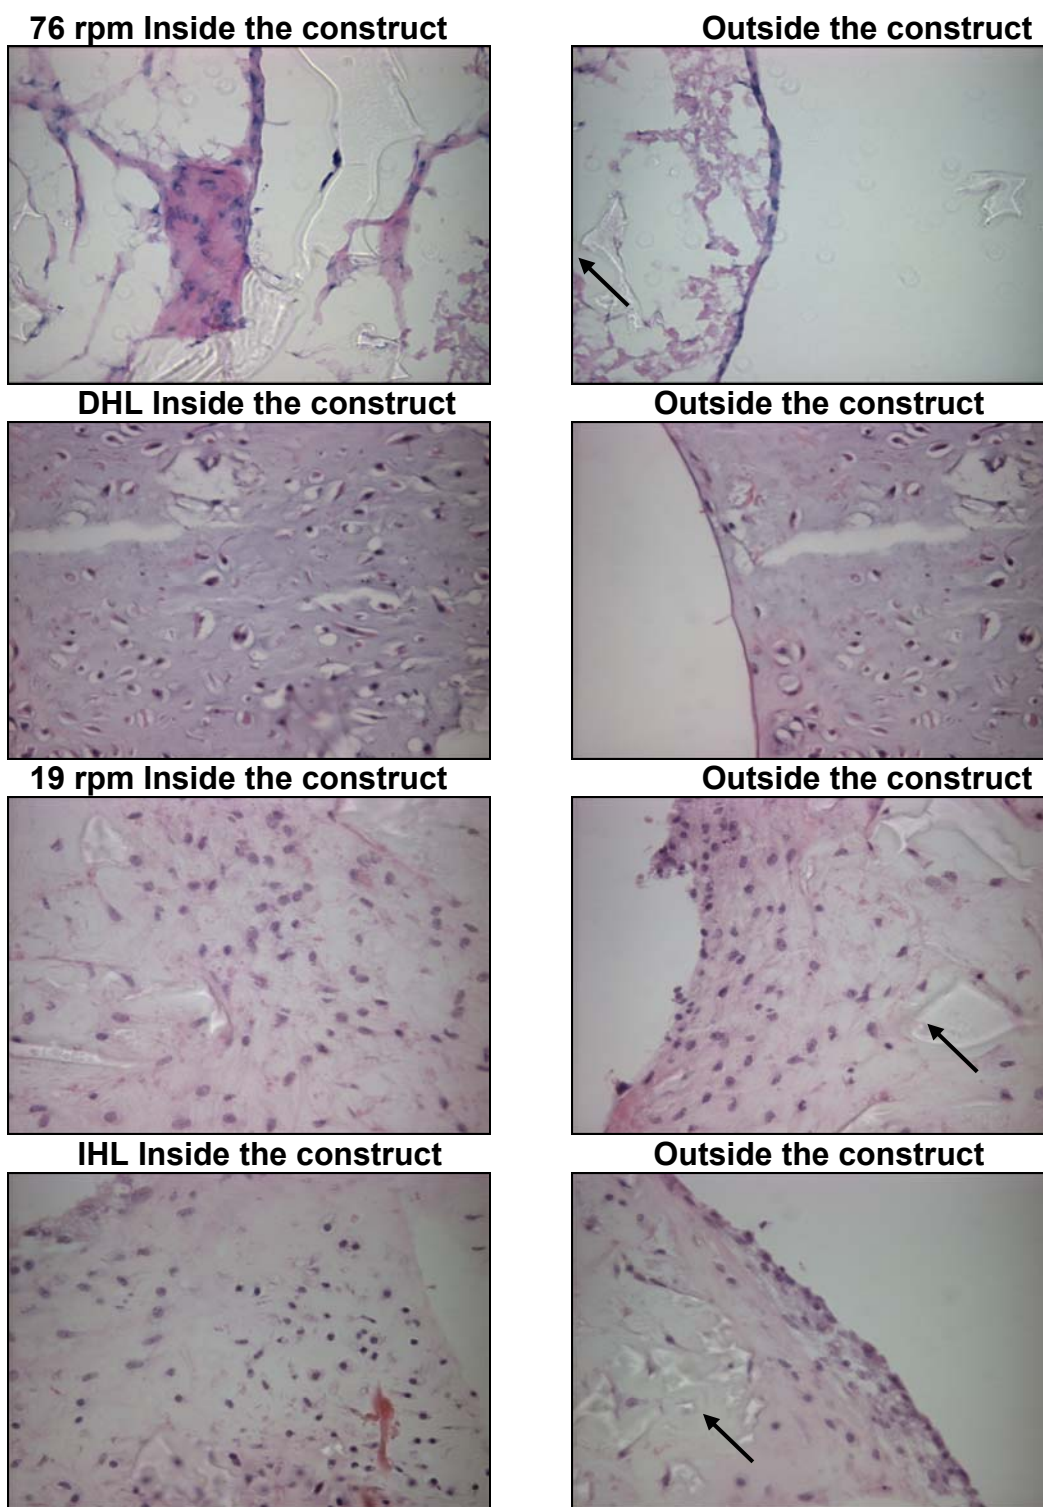 76 rpm Inside the construct
Outside the construct
DHL Inside the construct
Outside the construct
19 rpm Inside the construct
Outside the construct
IHL Inside the construct
Outside the construct